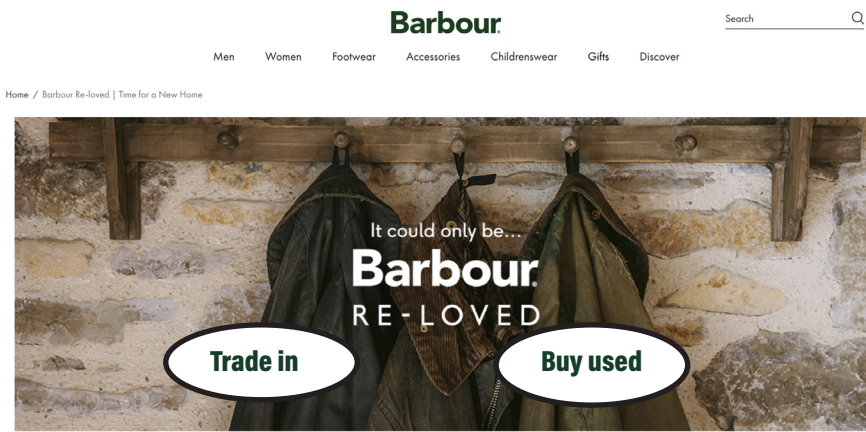 Barbour
Search
Men Women Footwear Accessories Childrenswear Gifts Discover
Home / Barbour Re-loved | Time for a New Home
It could only be...
Barbour
RE-LOVED
Trade in
Buy used